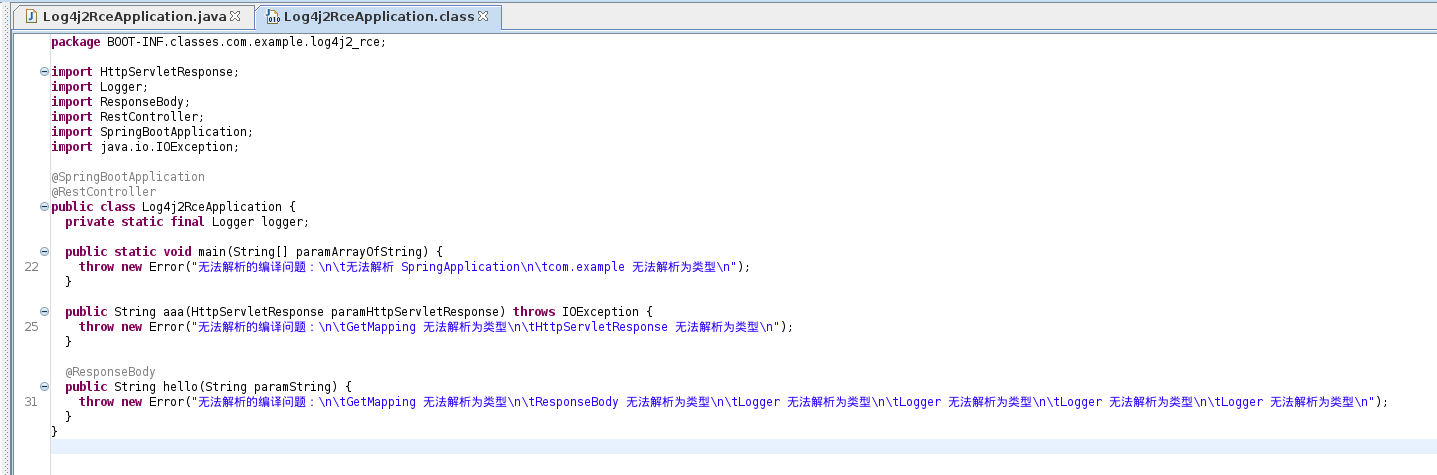 Log4j2RceApplication.java Log4j2RceApplication.class
package BOOT-INF.classes.com.example.log4j2_rce;
import HttpServletResponse;
import Logger;
import ResponseBody;
import RestController;
import SpringBootApplication;
import java.io.IOException;
@SpringBootApplication
@RestController
public class Log4j2RceApplication {
private static final Logger logger;
public static void main(String[] paramArrayOfString) {
22 throw new Error("无法解析的编译问题：\n\t无法解析 SpringApplication\n\tcom.example 无法解析为类型\n");
}
public String aaa(HttpServletResponse paramHttpServletResponse) throws IOException {
25 throw new Error("无法解析的编译问题：\n\tGetMapping 无法解析为类型\n\tHttpServletResponse 无法解析为类型\n");
}
@ResponseBody
public String hello(String paramString) {
31 throw new Error("无法解析的编译问题：\n\tGetMapping 无法解析为类型\n\tResponseBody 无法解析为类型\n\tLogger 无法解析为类型\n\tLogger 无法解析为类型\n\tLogger 无法解析为类型\n\tLogger 无法解析为类型\n");
}
}